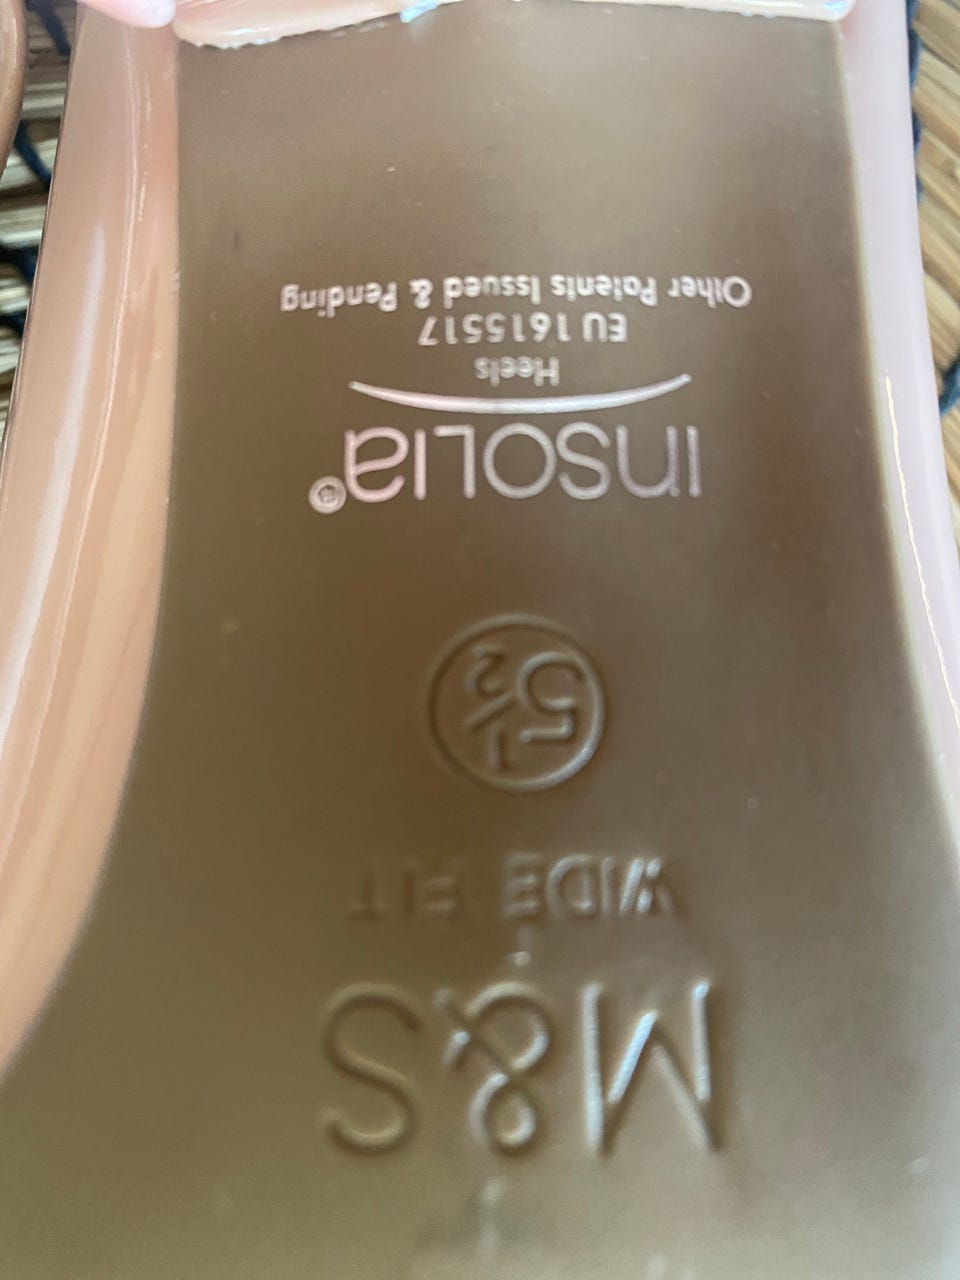 M&S
WIDE FIT
5½
INSOLIA®
Heels
EU 1615517
Other Patents Issued & Pending